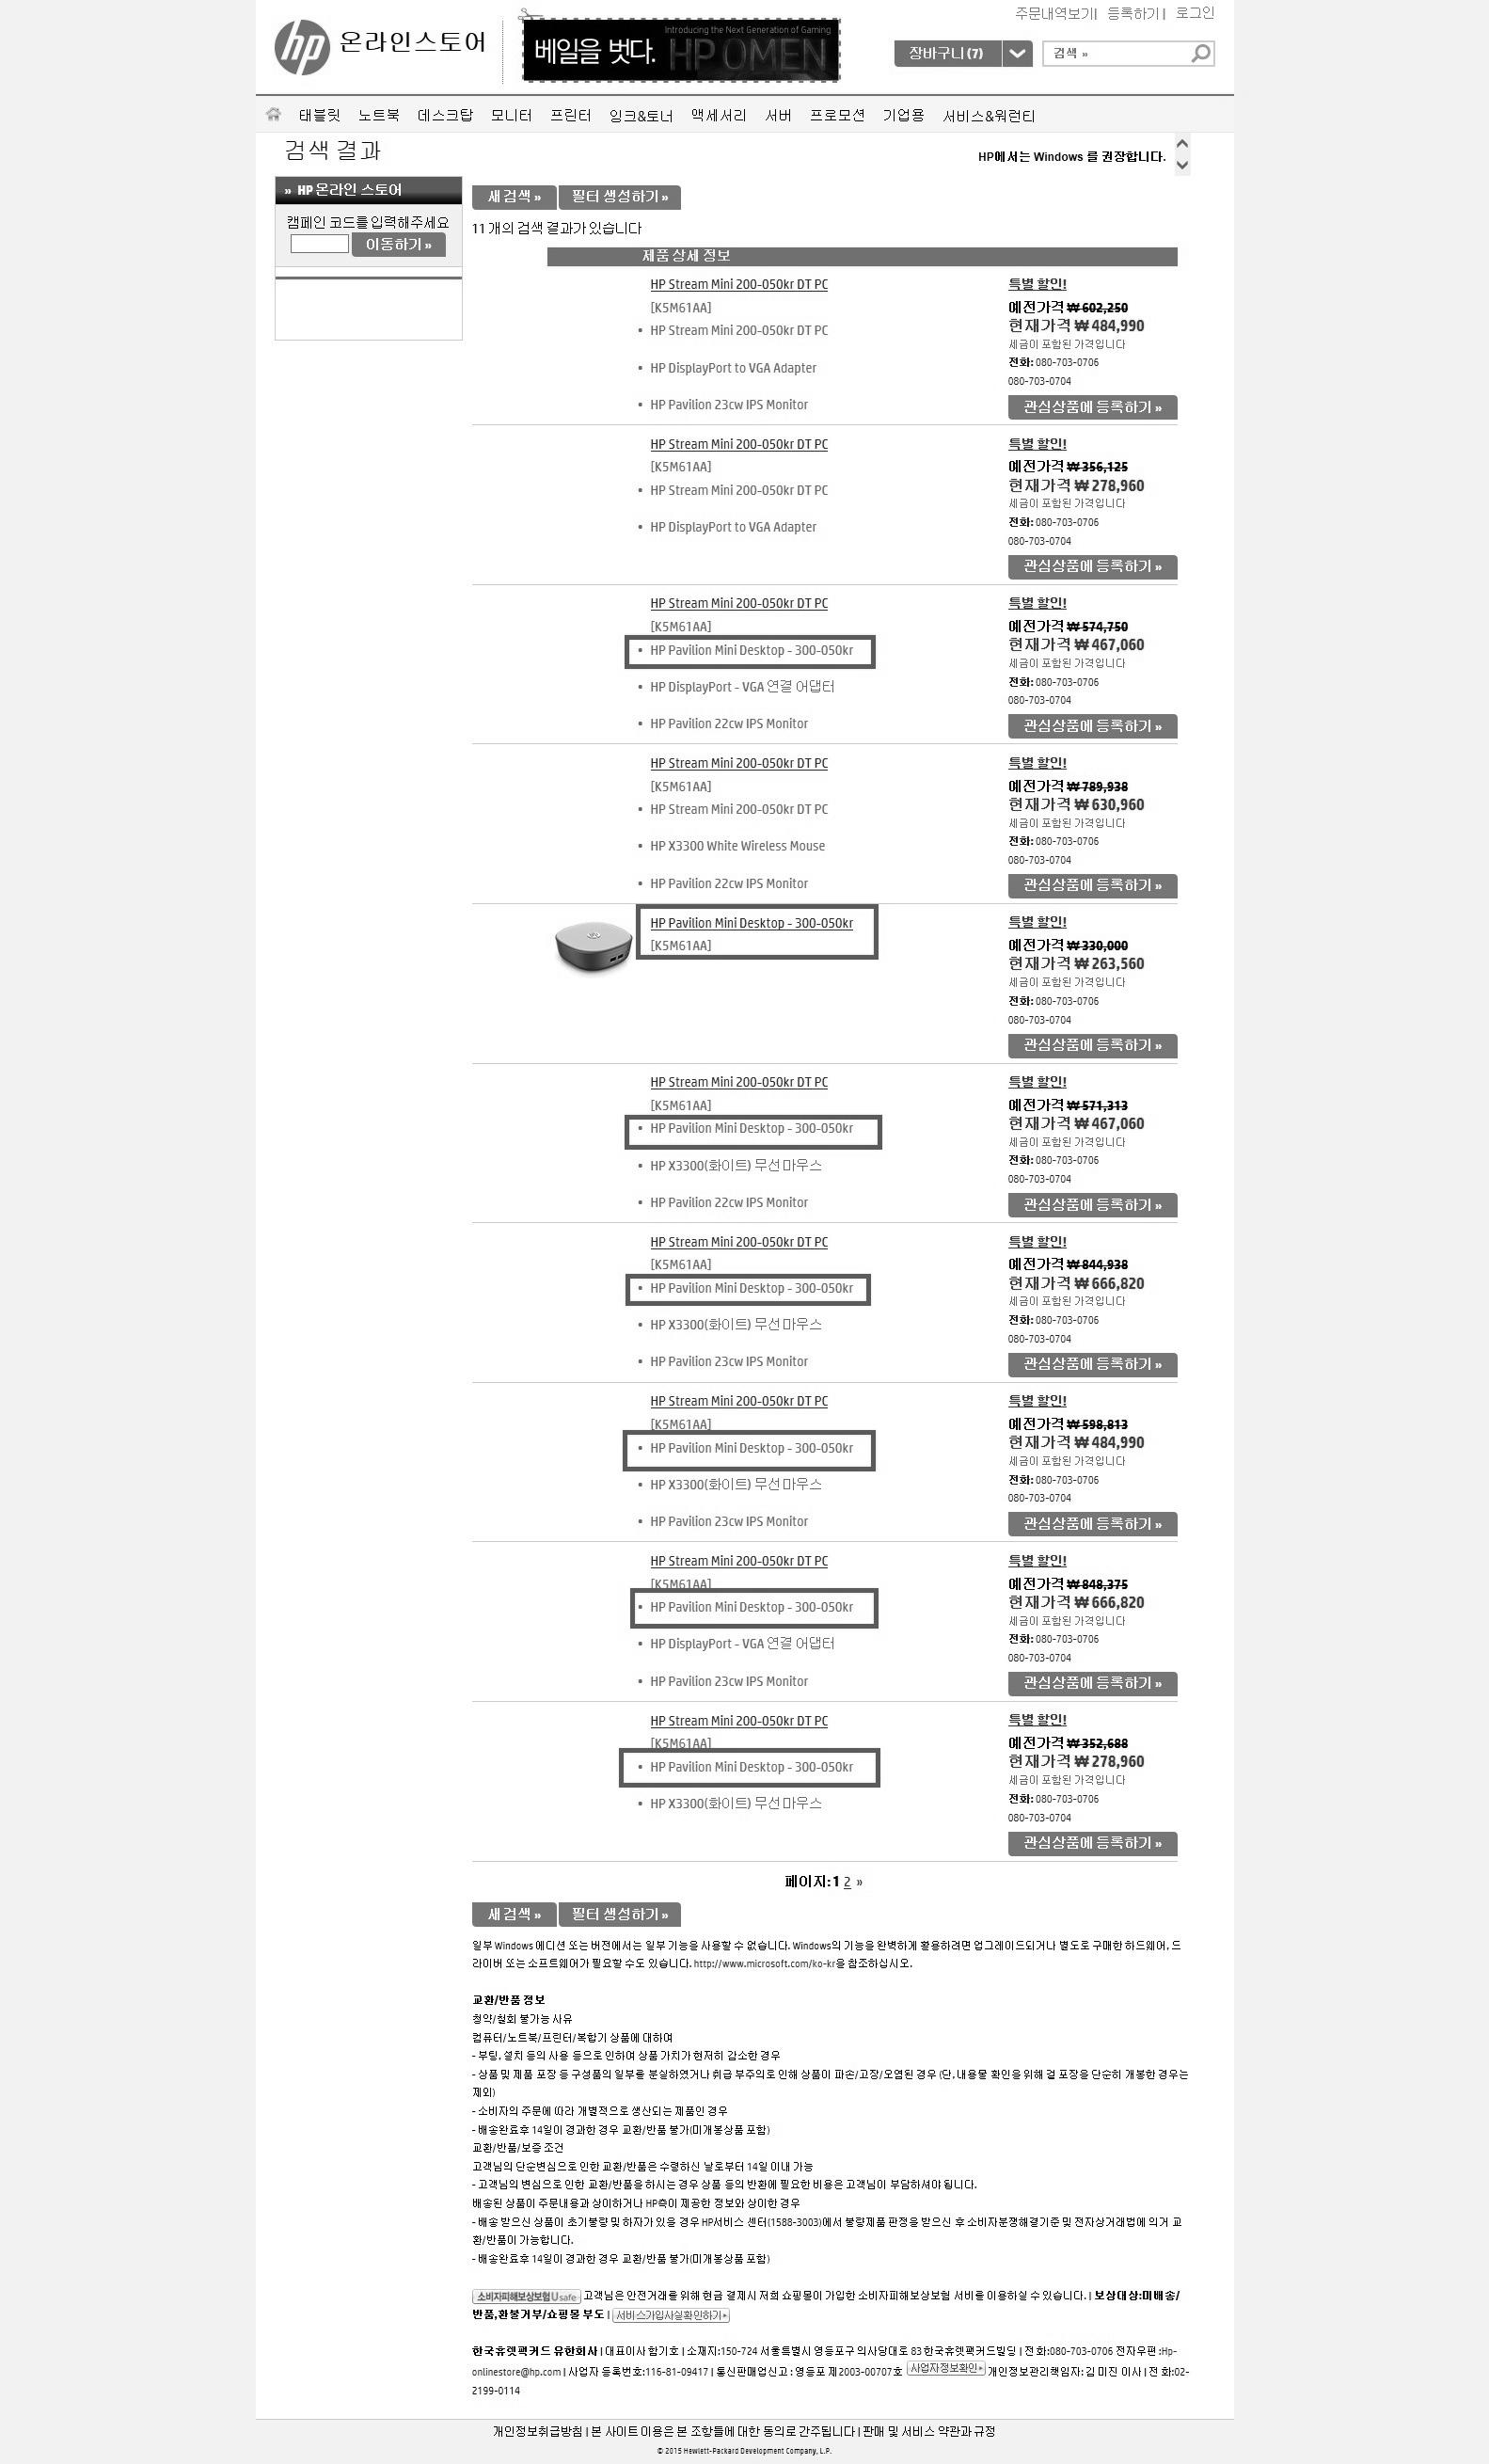 주문내역보기| 등록하기 | 로그인
hp 온라인스토어
베일을 벗다.
Introducing the Next Generation of Gaming
HP OMEN
장바구니 (7)
검색 »
태블릿 노트북 데스크탑 모니터 프린터 잉크&토너 액세서리 서버 프로모션 기업용 서비스&워런티
검색 결과
HP에서는 Windows 를 권장합니다.
» HP 온라인 스토어
캠페인 코드를 입력해주세요
이동하기 »
새 검색 » 필터 생성하기 »
11 개의 검색 결과가 있습니다
제품 상세 정보
HP Stream Mini 200-050kr DT PC
[K5M61AA]
• HP Stream Mini 200-050kr DT PC
• HP DisplayPort to VGA Adapter
• HP Pavilion 23cw IPS Monitor
특별 할인!
예전가격 ₩ 602,250
현재가격 ₩ 484,990
세금이 포함된 가격입니다
전화: 080-703-0706
080-703-0704
관심상품에 등록하기 »
HP Stream Mini 200-050kr DT PC
[K5M61AA]
• HP Stream Mini 200-050kr DT PC
• HP DisplayPort to VGA Adapter
특별 할인!
예전가격 ₩ 356,125
현재가격 ₩ 278,960
세금이 포함된 가격입니다
전화: 080-703-0706
080-703-0704
관심상품에 등록하기 »
HP Stream Mini 200-050kr DT PC
[K5M61AA]
• HP Pavilion Mini Desktop - 300-050kr
• HP DisplayPort - VGA 연결 어댑터
• HP Pavilion 22cw IPS Monitor
특별 할인!
예전가격 ₩ 574,750
현재가격 ₩ 467,060
세금이 포함된 가격입니다
전화: 080-703-0706
080-703-0704
관심상품에 등록하기 »
HP Stream Mini 200-050kr DT PC
[K5M61AA]
• HP Stream Mini 200-050kr DT PC
• HP X3300 White Wireless Mouse
• HP Pavilion 22cw IPS Monitor
특별 할인!
예전가격 ₩ 789,938
현재가격 ₩ 630,960
세금이 포함된 가격입니다
전화: 080-703-0706
080-703-0704
관심상품에 등록하기 »
HP Pavilion Mini Desktop - 300-050kr
[K5M61AA]
특별 할인!
예전가격 ₩ 330,000
현재가격 ₩ 263,560
세금이 포함된 가격입니다
전화: 080-703-0706
080-703-0704
관심상품에 등록하기 »
HP Stream Mini 200-050kr DT PC
[K5M61AA]
• HP Pavilion Mini Desktop - 300-050kr
• HP X3300(화이트) 무선 마우스
• HP Pavilion 22cw IPS Monitor
특별 할인!
예전가격 ₩ 571,313
현재가격 ₩ 467,060
세금이 포함된 가격입니다
전화: 080-703-0706
080-703-0704
관심상품에 등록하기 »
HP Stream Mini 200-050kr DT PC
[K5M61AA]
• HP Pavilion Mini Desktop - 300-050kr
• HP X3300(화이트) 무선 마우스
• HP Pavilion 23cw IPS Monitor
특별 할인!
예전가격 ₩ 844,938
현재가격 ₩ 666,820
세금이 포함된 가격입니다
전화: 080-703-0706
080-703-0704
관심상품에 등록하기 »
HP Stream Mini 200-050kr DT PC
[K5M61AA]
• HP Pavilion Mini Desktop - 300-050kr
• HP X3300(화이트) 무선 마우스
• HP Pavilion 23cw IPS Monitor
특별 할인!
예전가격 ₩ 598,813
현재가격 ₩ 484,990
세금이 포함된 가격입니다
전화: 080-703-0706
080-703-0704
관심상품에 등록하기 »
HP Stream Mini 200-050kr DT PC
[K5M61AA]
• HP Pavilion Mini Desktop - 300-050kr
• HP DisplayPort - VGA 연결 어댑터
• HP Pavilion 23cw IPS Monitor
특별 할인!
예전가격 ₩ 848,375
현재가격 ₩ 666,820
세금이 포함된 가격입니다
전화: 080-703-0706
080-703-0704
관심상품에 등록하기 »
HP Stream Mini 200-050kr DT PC
[K5M61AA]
• HP Pavilion Mini Desktop - 300-050kr
• HP X3300(화이트) 무선 마우스
특별 할인!
예전가격 ₩ 352,688
현재가격 ₩ 278,960
세금이 포함된 가격입니다
전화: 080-703-0706
080-703-0704
관심상품에 등록하기 »
페이지: 1 2 »
새 검색 » 필터 생성하기 »
일부 Windows 에디션 또는 버전에서는 일부 기능을 사용할 수 없습니다. Windows의 기능을 완벽하게 활용하려면 업그레이드되거나 별도로 구매한 하드웨어, 드
라이버 또는 소프트웨어가 필요할 수도 있습니다. http://www.microsoft.com/ko-kr을 참조하십시오.
교환/반품 정보
청약/철회 불가능 사유
컴퓨터/노트북/프린터/복합기 상품에 대하여
- 부팅, 설치 등의 사용 등으로 인하여 상품 가치가 현저히 감소한 경우
- 상품 및 제품 포장 등 구성품의 일부를 분실하였거나 취급 부주의로 인해 상품이 파손/고장/오염된 경우 (단, 내용물 확인을 위해 겉 포장을 단순히 개봉한 경우는
제외)
- 소비자의 주문에 따라 개별적으로 생산되는 제품인 경우
- 배송완료후 14일이 경과한 경우 교환/반품 불가(미개봉상품 포함)
교환/반품/보증 조건
고객님의 단순변심으로 인한 교환/반품은 수령하신 날로부터 14일 이내 가능
- 고객님의 변심으로 인한 교환/반품을 하시는 경우 상품 등의 반환에 필요한 비용은 고객님이 부담하셔야 됩니다.
배송된 상품이 주문내용과 상이하거나 HP측이 제공한 정보와 상이한 경우
- 배송 받으신 상품이 초기불량 및 하자가 있을 경우 HP서비스 센터(1588-3003)에서 불량제품 판정을 받으신 후 소비자분쟁해결기준 및 전자상거래법에 의거 교
환/반품이 가능합니다.
- 배송완료후 14일이 경과한 경우 교환/반품 불가(미개봉상품 포함)
소비자피해보상보험 Usafe 고객님은 안전거래를 위해 현금 결제시 저희 쇼핑몰이 가입한 소비자피해보상보험 서비를 이용하실 수 있습니다. | 보상대상:미배송/
반품,환불거부/쇼핑몰 부도 | 서비스가입사실확인하기
한국휴렛팩커드 유한회사 | 대표이사 함기호 | 소재지:150-724 서울특별시 영등포구 의사당대로 83 한국휴렛팩커드빌딩 | 전화:080-703-0706 전자우편 :Hp-
onlinestore@hp.com | 사업자 등록번호:116-81-09417 | 통신판매업신고 : 영등포 제2003-00707호 사업자정보확인 개인정보관리책임자: 김 미진 이사 | 전 화:02-
2199-0114
개인정보취급방침 | 본 사이트 이용은 본 조항들에 대한 동의로 간주됩니다 | 판매 및 서비스 약관과 규정
© 2015 Hewlett-Packard Development Company, L.P.